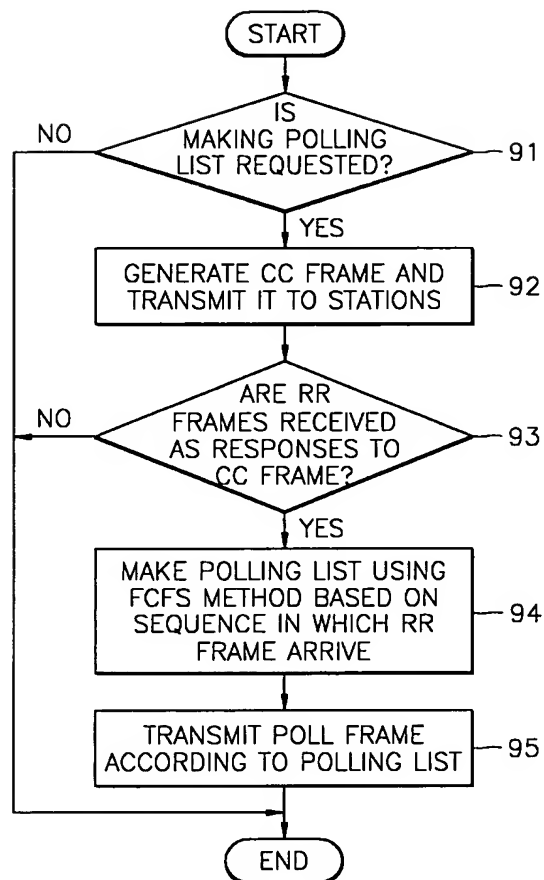 START
IS
MAKING POLLING
LIST REQUESTED?
NO
91
YES
GENERATE CC FRAME AND
TRANSMIT IT TO STATIONS
92
ARE RR
FRAMES RECEIVED
AS RESPONSES TO
CC FRAME?
NO
93
YES
MAKE POLLING LIST USING
FCFS METHOD BASED ON
SEQUENCE IN WHICH RR
FRAME ARRIVE
94
TRANSMIT POLL FRAME
ACCORDING TO POLLING LIST
95
END